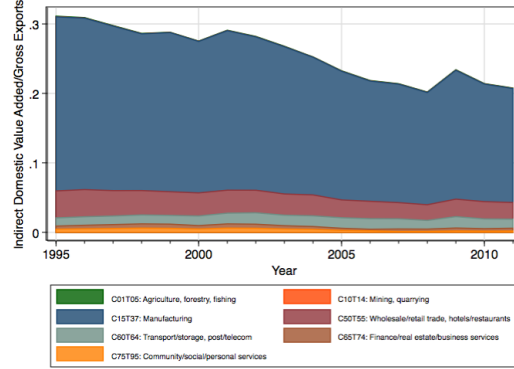 Indirect Domestic Value Added/Gross Exports
.3
.2
.1
0
1995
2000
2005
2010
Year
C01T05: Agriculture, forestry, fishing
C10T14: Mining, quarrying
C15T37: Manufacturing
C50T55: Wholesale/retail trade, hotels/restaurants
C60T64: Transport/storage, post/telecom
C65T74: Finance/real estate/business services
C75T95: Community/social/personal services